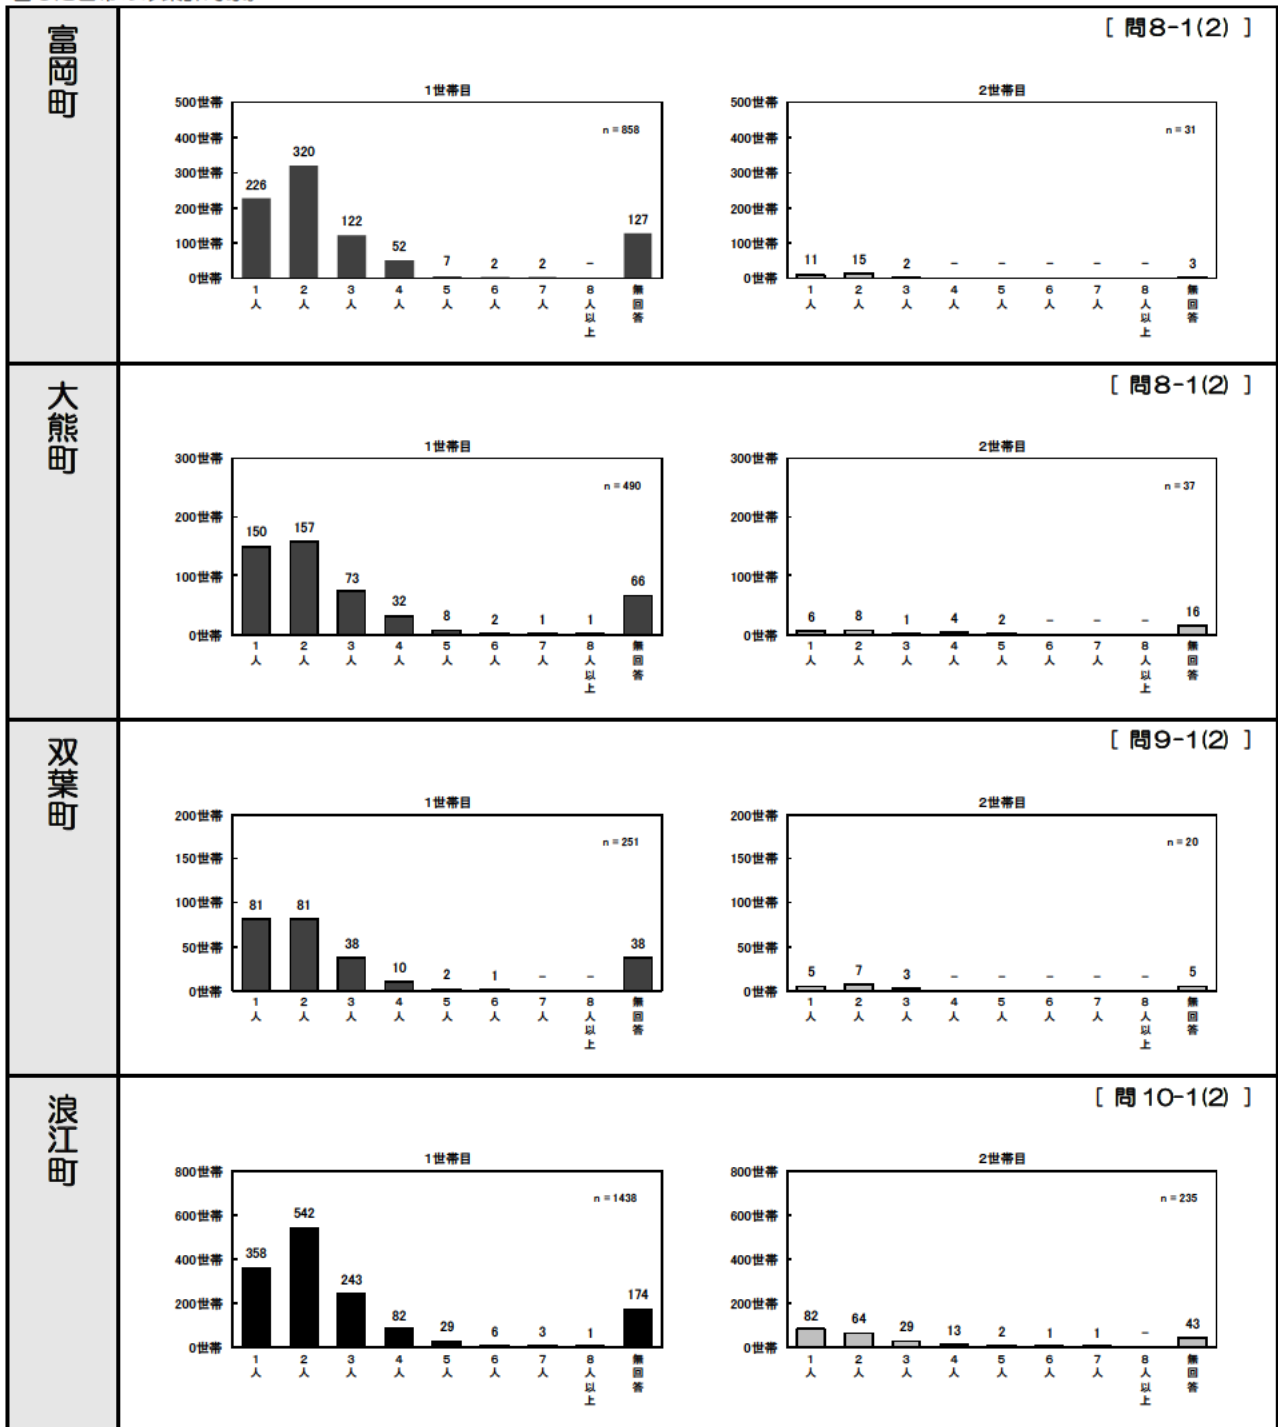 富岡町
[ 問8-1(2) ]
1世帯目
500世帯
400世帯
300世帯
200世帯
100世帯
0世帯
n = 858
226 320 122 52 7 2 2 – 127
1人 2人 3人 4人 5人 6人 7人 8人以上 無回答
2世帯目
500世帯
400世帯
300世帯
200世帯
100世帯
0世帯
n = 31
11 15 2 – – – – – 3
1人 2人 3人 4人 5人 6人 7人 8人以上 無回答
大熊町
[ 問8-1(2) ]
1世帯目
300世帯
200世帯
100世帯
0世帯
n = 490
150 157 73 32 8 2 1 1 66
1人 2人 3人 4人 5人 6人 7人 8人以上 無回答
2世帯目
300世帯
200世帯
100世帯
0世帯
n = 37
6 8 1 4 2 – – – 16
1人 2人 3人 4人 5人 6人 7人 8人以上 無回答
双葉町
[ 問9-1(2) ]
1世帯目
200世帯
150世帯
100世帯
50世帯
0世帯
n = 251
81 81 38 10 2 1 – – 38
1人 2人 3人 4人 5人 6人 7人 8人以上 無回答
2世帯目
200世帯
150世帯
100世帯
50世帯
0世帯
n = 20
5 7 3 – – – – – 5
1人 2人 3人 4人 5人 6人 7人 8人以上 無回答
浪江町
[ 問10-1(2) ]
1世帯目
800世帯
600世帯
400世帯
200世帯
0世帯
n = 1438
358 542 243 82 29 6 3 1 174
1人 2人 3人 4人 5人 6人 7人 8人以上 無回答
2世帯目
800世帯
600世帯
400世帯
200世帯
0世帯
n = 235
82 64 29 13 2 1 1 – 43
1人 2人 3人 4人 5人 6人 7人 8人以上 無回答